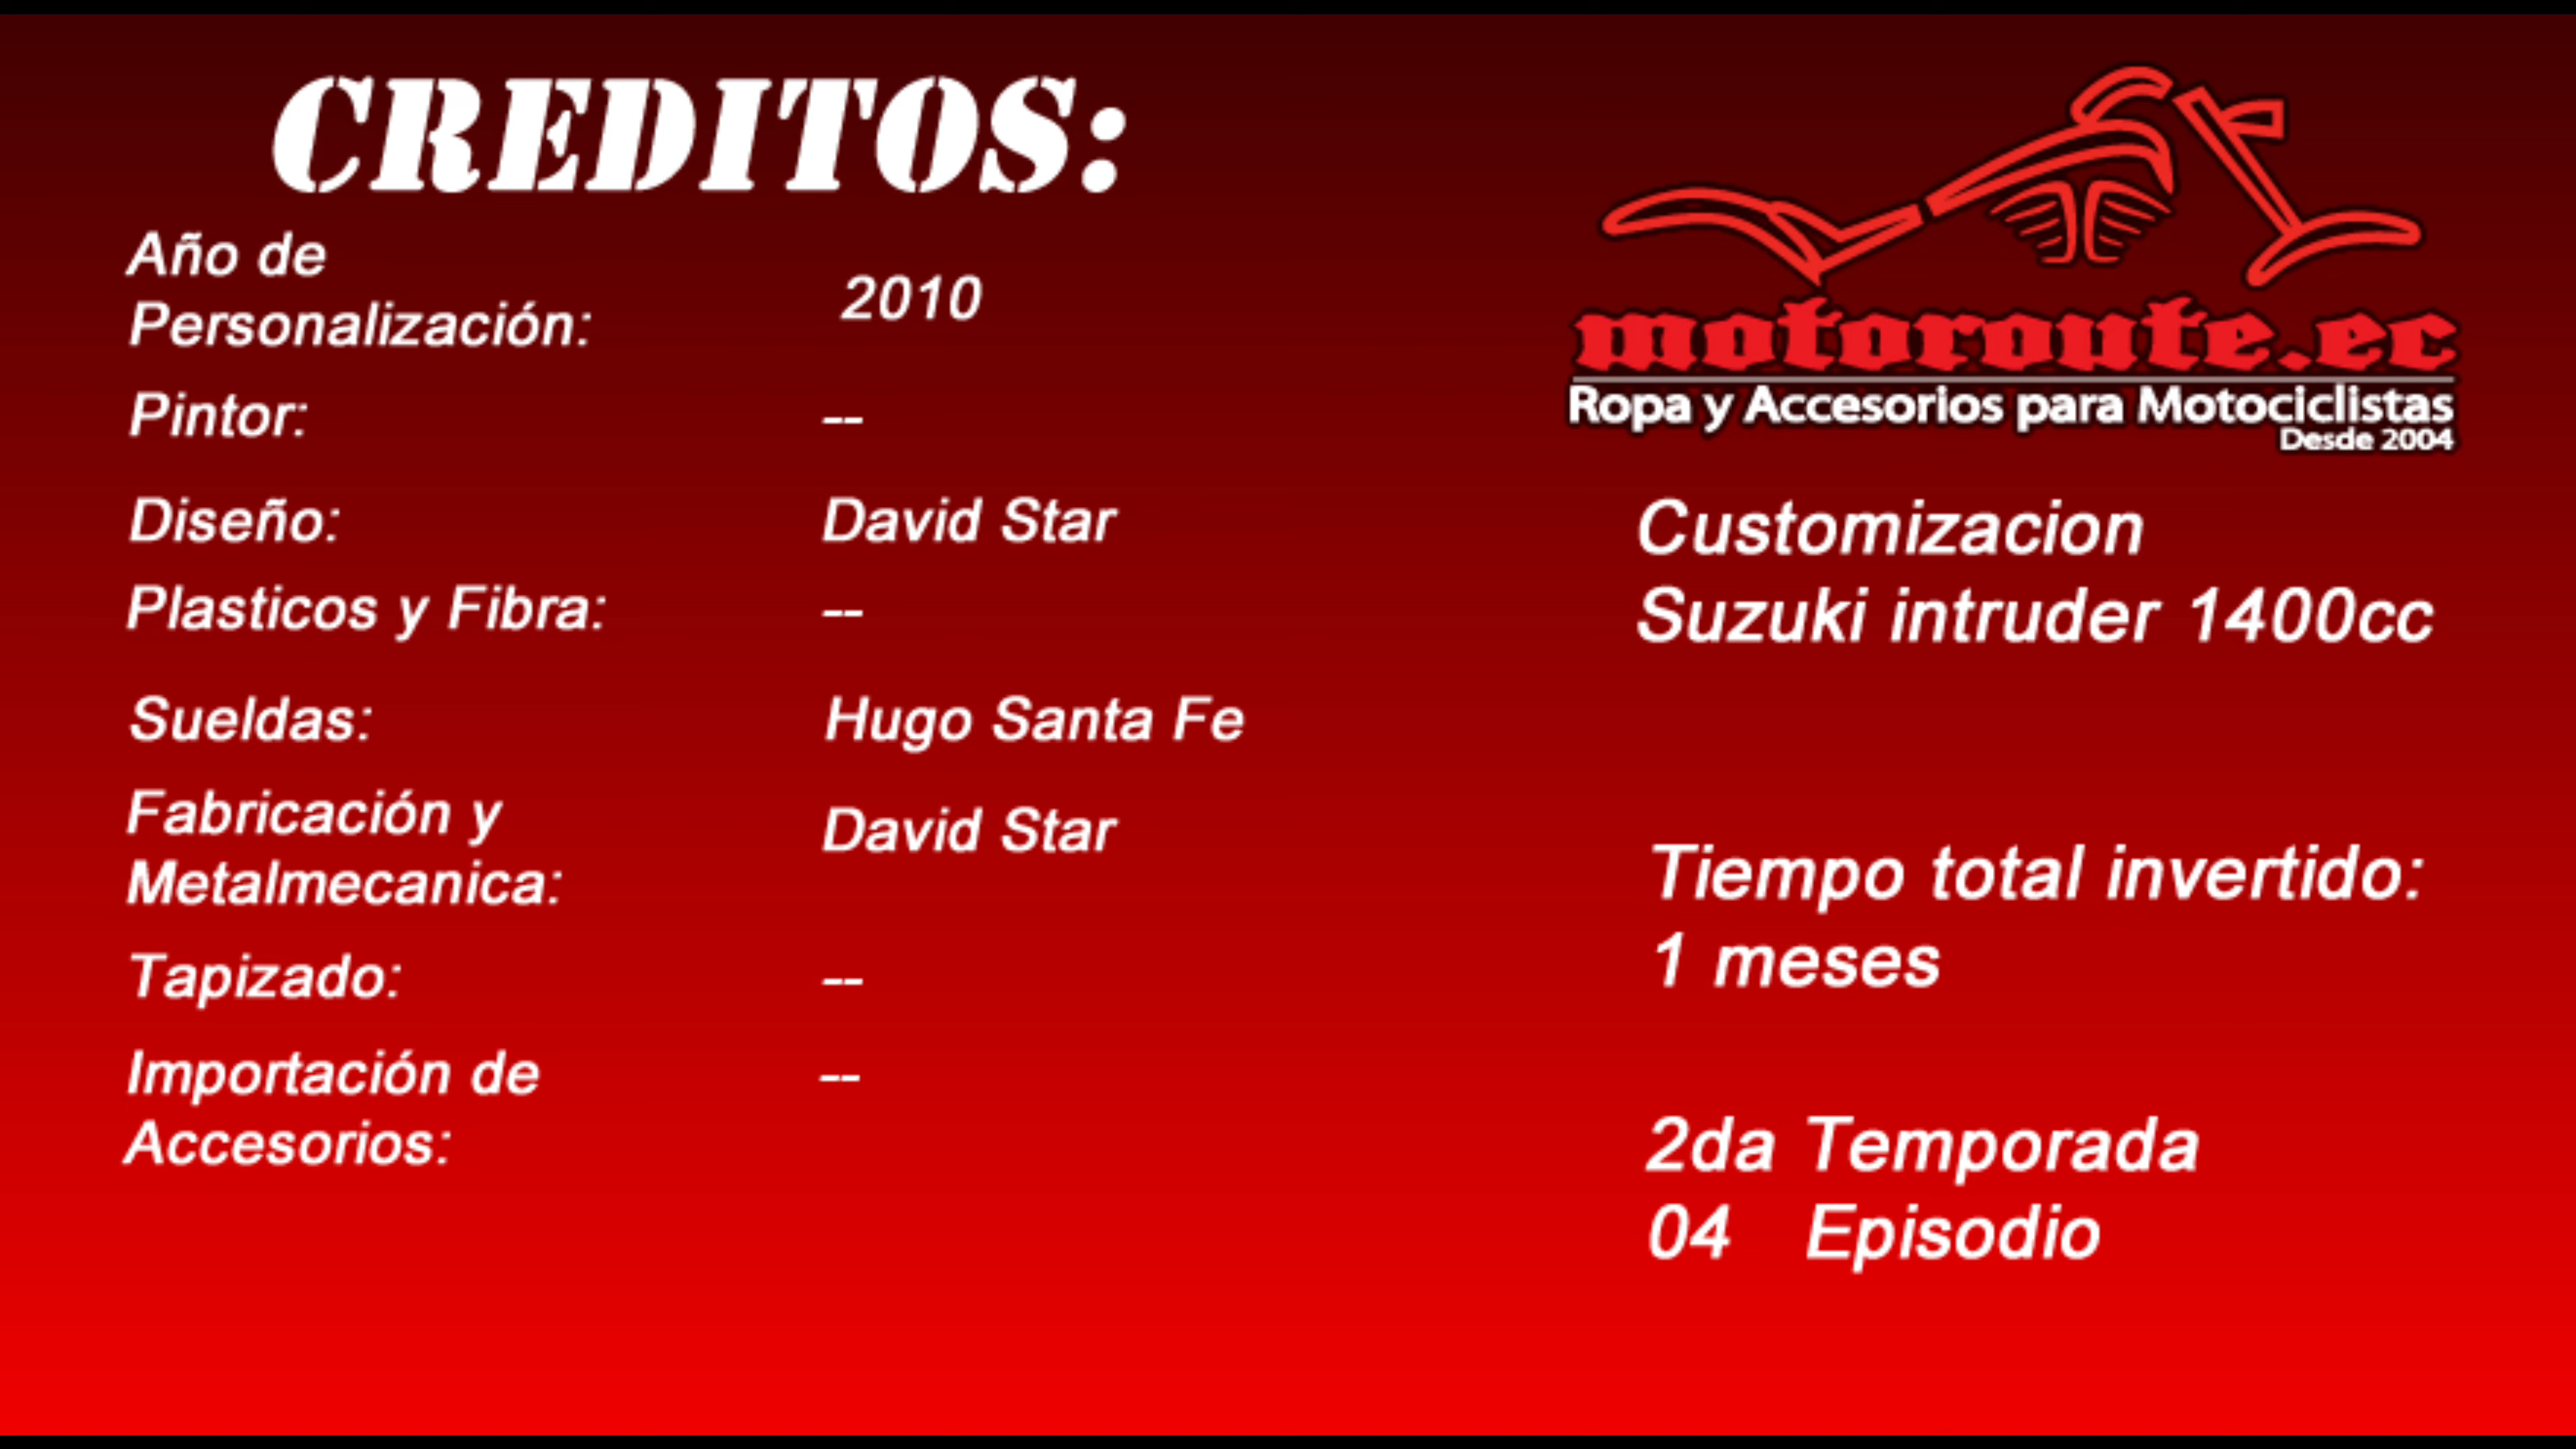 CREDITOS:
Año de
Personalización:
2010
Pintor:
--
Diseño:
David Star
Plasticos y Fibra:
--
Sueldas:
Hugo Santa Fe
Fabricación y
Metalmecanica:
David Star
Tapizado:
--
Importación de
Accesorios:
--
motoroute.ec
Ropa y Accesorios para Motociclistas
Desde 2004
Customizacion
Suzuki intruder 1400cc
Tiempo total invertido:
1 meses
2da Temporada
04 Episodio